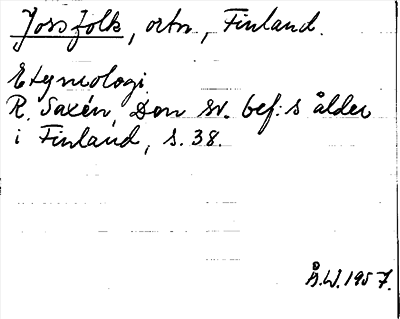 Jossfolk, ortn., Finland.
Etymologi.
R. Saxén, Den sv. bef:s ålder
i Finland, s. 38.
Å.W. 1957.